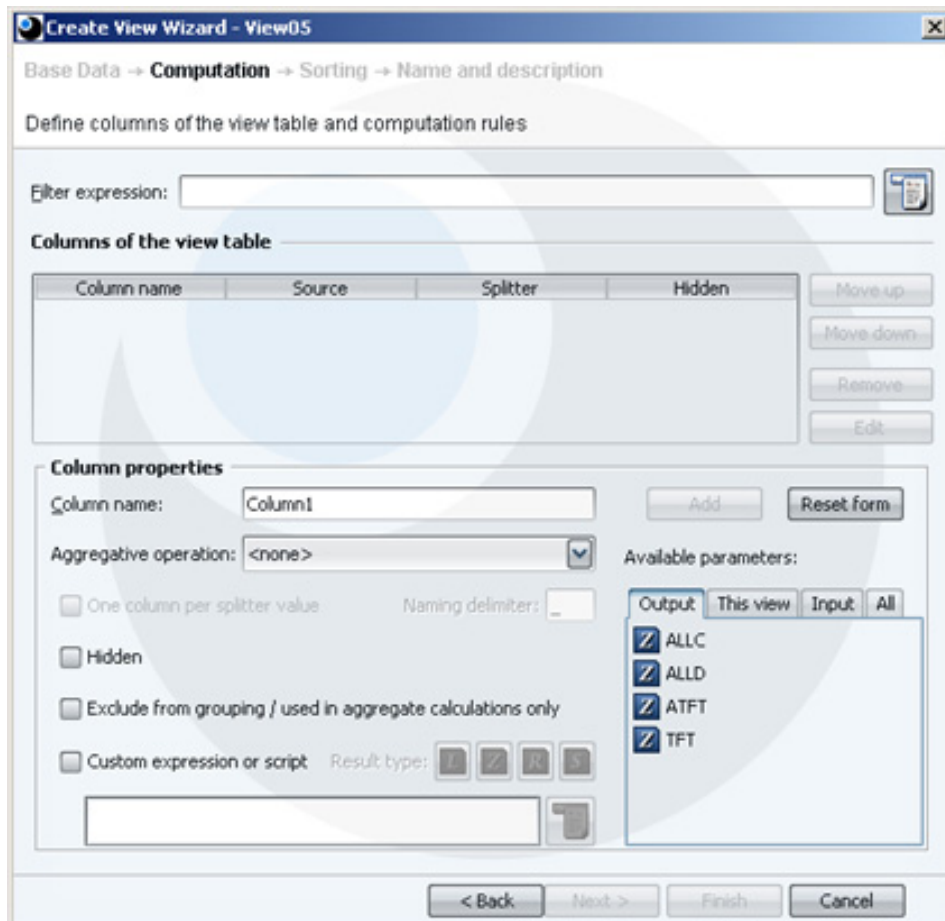 Create View Wizard - View05
Base Data → Computation → Sorting → Name and description
Define columns of the view table and computation rules
Filter expression:
Columns of the view table
Column name Source Splitter Hidden
Move up
Move down
Remove
Edit
Column properties
Column name: Column1 Add Reset form
Aggregative operation: <none> Available parameters:
One column per splitter value Naming delimiter: _
Output This view Input All
Z ALLC
Z ALLD
Z ATFT
Z TFT
Hidden
Exclude from grouping / used in aggregate calculations only
Custom expression or script Result type: L Z R S
< Back Next > Finish Cancel